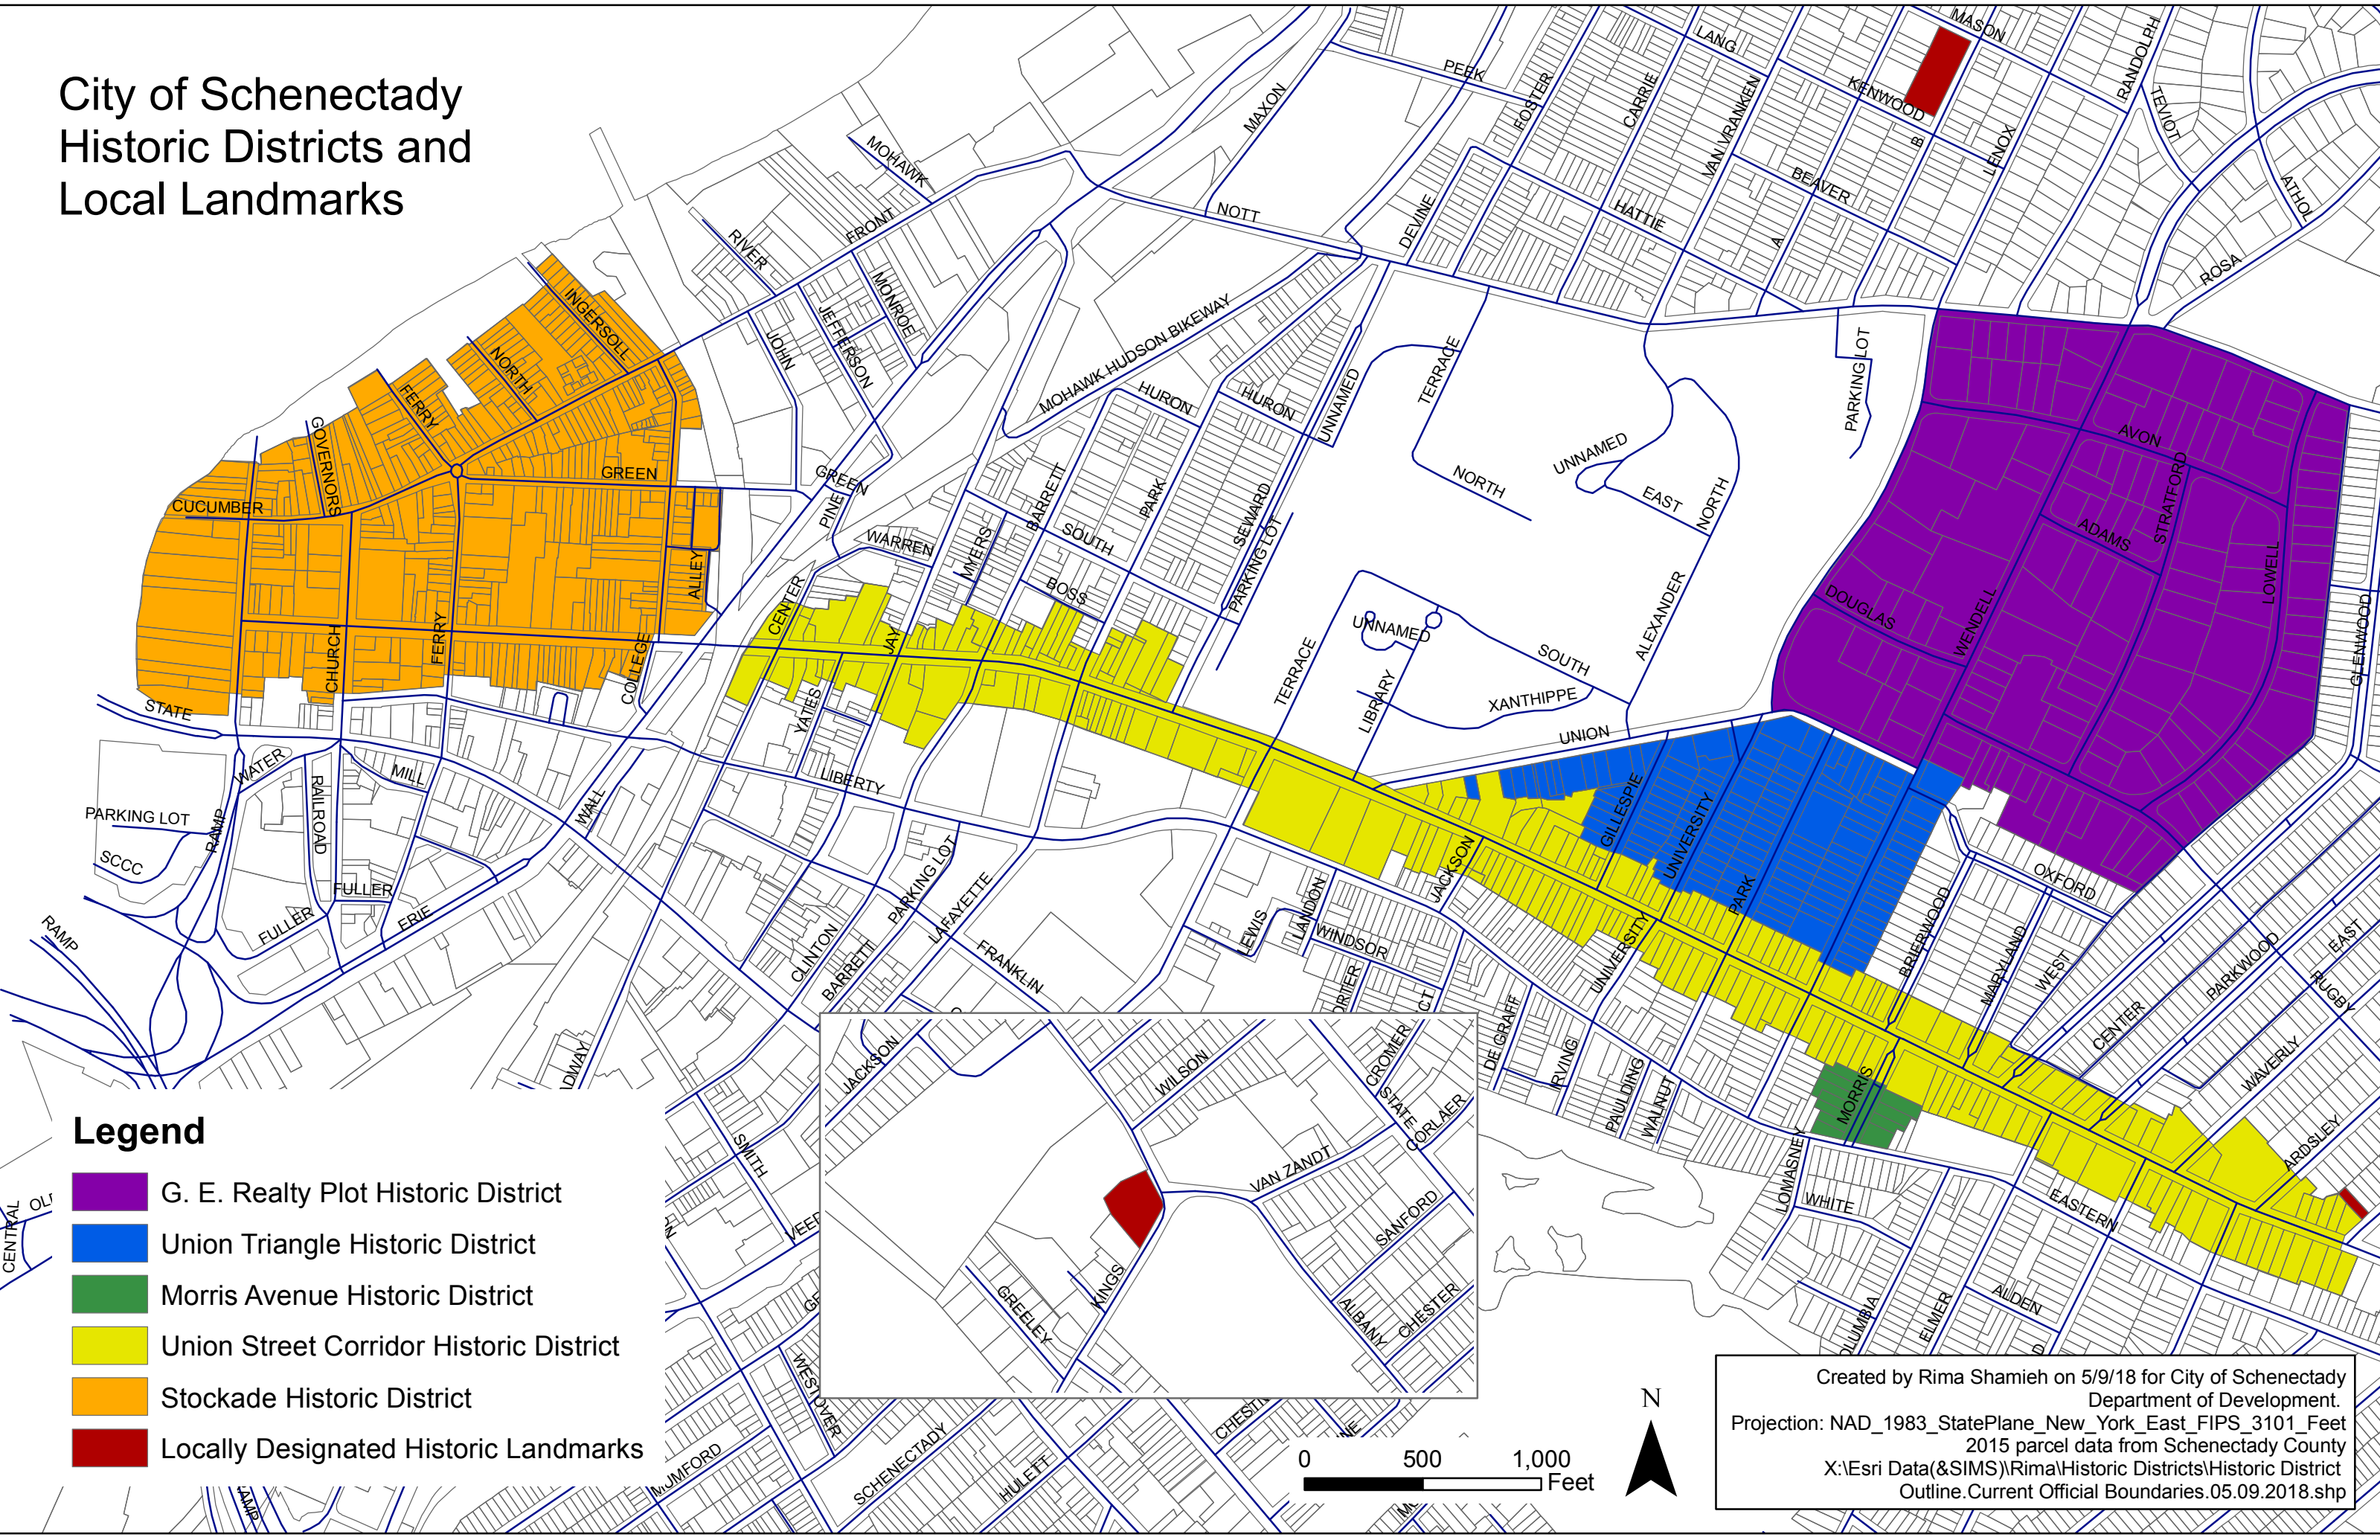 City of Schenectady
Historic Districts and
Local Landmarks
MASON
LANG
PEEK
RANDOLPH
KENWOOD
MAXON
FOSTER
CARRIE
VAN VRANKEN
TEVIOT
B
LENOX
MOHAWK
BEAVER
ATHOL
NOTT
HATTIE
DEVINE
FRONT
RIVER
A
ROSA
MONROE
INGERSOLL
JEFFERSON
JOHN
MOHAWK HUDSON BIKEWAY
TERRACE
PARKING LOT
NORTH
HURON
HURON
UNNAMED
FERRY
GOVERNORS
AVON
UNNAMED
STRATFORD
GREEN
GREEN
NORTH
EAST
NORTH
CUCUMBER
PINE
BARRETT
PARK
SEWARD
ADAMS
WARREN
MYERS
SOUTH
PARKING LOT
LOWELL
ALLEY
BOSS
CENTER
DOUGLAS
WENDELL
ALEXANDER
GLENWOOD
UNNAMED
CHURCH
FERRY
COLLEGE
JAY
TERRACE
SOUTH
LIBRARY
XANTHIPPE
STATE
YATES
UNION
WATER
MILL
LIBERTY
RAILROAD
WALL
GILLESPIE
UNIVERSITY
PARKING LOT
RAMP
SCCC
PARKING LOT
JACKSON
OXFORD
FULLER
LAFAYETTE
LANDON
PARK
BRIERWOOD
FULLER
ERIE
LEWIS
WINDSOR
RAMP
CLINTON
BARRETT
FRANKLIN
UNIVERSITY
MARYLAND
WEST
PARKWOOD
EAST
RUGBY
DE GRAFF
CENTER
JACKSON
WILSON
CROMER
STATE
CORLAER
IRVING
PAULDING
WALNUT
MORRIS
WAVERLY
ARDSLEY
SMITH
VAN ZANDT
LOMASNEY
WHITE
SANFORD
EASTERN
CENTRAL
KINGS
GREELEY
ALBANY
CHESTER
ALDEN
ELMER
Legend
G. E. Realty Plot Historic District
Union Triangle Historic District
Morris Avenue Historic District
Union Street Corridor Historic District
Stockade Historic District
Locally Designated Historic Landmarks
MUMFORD
SCHENECTADY
HULETT
0 500 1,000
Feet
N
Created by Rima Shamieh on 5/9/18 for City of Schenectady
Department of Development.
Projection: NAD_1983_StatePlane_New_York_East_FIPS_3101_Feet
2015 parcel data from Schenectady County
X:\Esri Data(&SIMS)\Rima\Historic Districts\Historic District
Outline.Current Official Boundaries.05.09.2018.shp